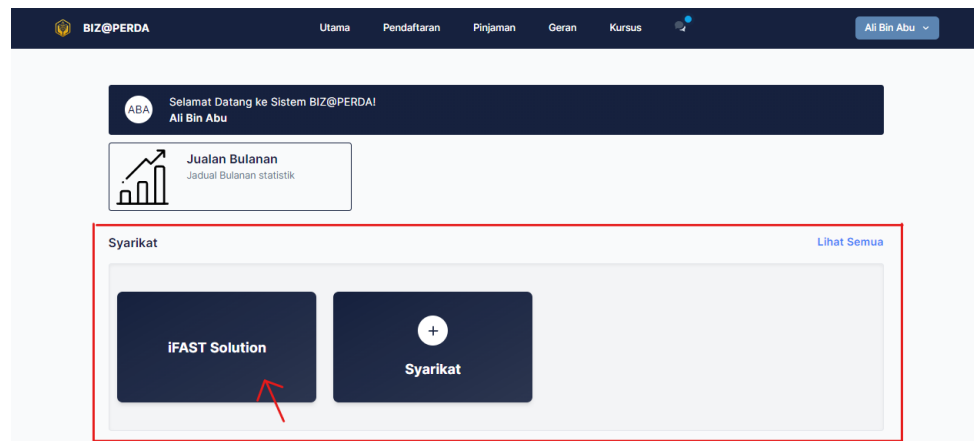 BIZ@PERDA
Utama
Pendaftaran
Pinjaman
Geran
Kursus
Ali Bin Abu
ABA
Selamat Datang ke Sistem BIZ@PERDA!
Ali Bin Abu
Jualan Bulanan
Jadual Bulanan statistik
Syarikat
Lihat Semua
iFAST Solution
+
Syarikat